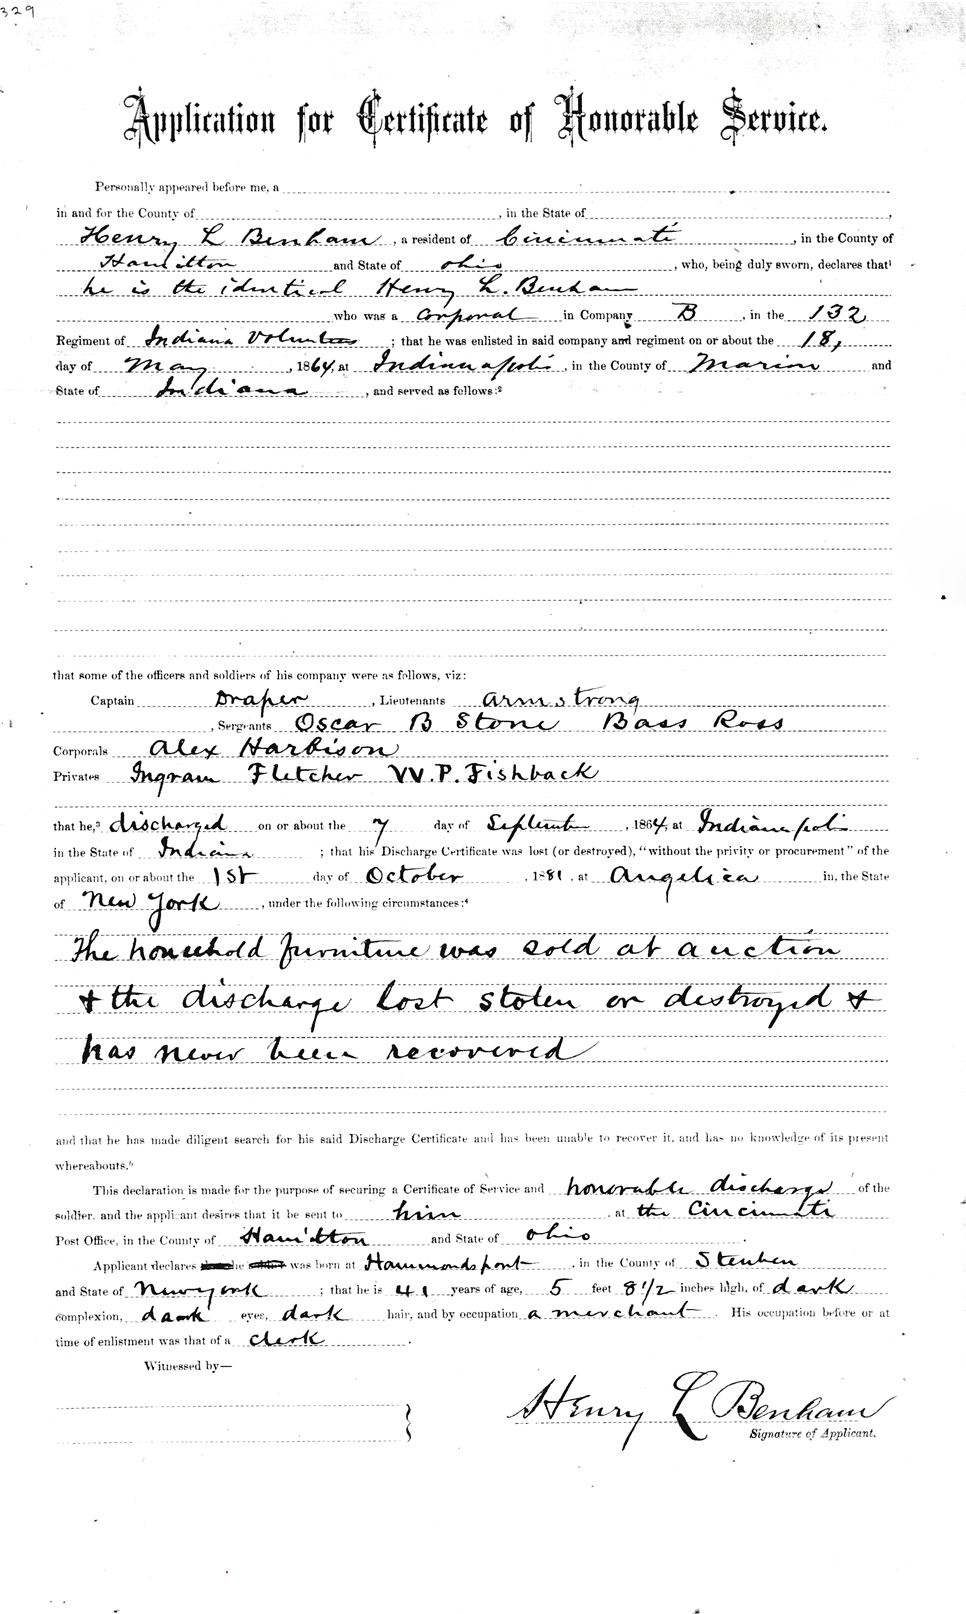 329
Application for Certificate of Honorable Service.
Personally appeared before me, a
in and for the County of , in the State of ,
Henry L Benham , a resident of Cincinnati , in the County of
Hamilton and State of Ohio , who, being duly sworn, declares that¹
he is the identical Henry L. Benham
who was a Corporal in Company B , in the 132
Regiment of Indiana Volunteers ; that he was enlisted in said company and regiment on or about the 18,
day of May , 1864, at Indianapolis , in the County of Marion and
State of Indiana , and served as follows:²
that some of the officers and soldiers of his company were as follows, viz:
Captain Draper , Lieutenants Armstrong
, Sergeants Oscar B Stone Bass Ross
Corporals Alex Harbison
Privates Ingram Fletcher W.P. Fishback
that he,³ discharged on or about the 7 day of September , 1864, at Indianapolis
in the State of Indiana ; that his Discharge Certificate was lost (or destroyed), "without the privity or procurement" of the
applicant, on or about the 1st day of October , 1881, at Angelica in, the State
of New York , under the following circumstances:⁴
The household furniture was sold at auction
& the discharge lost stolen or destroyed &
has never been recovered
and that he has made diligent search for his said Discharge Certificate and has been unable to recover it, and has no knowledge of its present
whereabouts.⁵
This declaration is made for the purpose of securing a Certificate of Service and honorable discharge of the
soldier, and the applicant desires that it be sent to him at the Cincinnati
Post Office, in the County of Hamilton and State of Ohio
Applicant declares he was born at Hammondsport , in the County of Steuben
and State of New York ; that he is 41 years of age, 5 feet 8 1/2 inches high, of dark
complexion, dark eyes, dark hair, and by occupation a merchant . His occupation before or at
time of enlistment was that of a clerk .
Witnessed by—
Henry L Benham
Signature of Applicant.